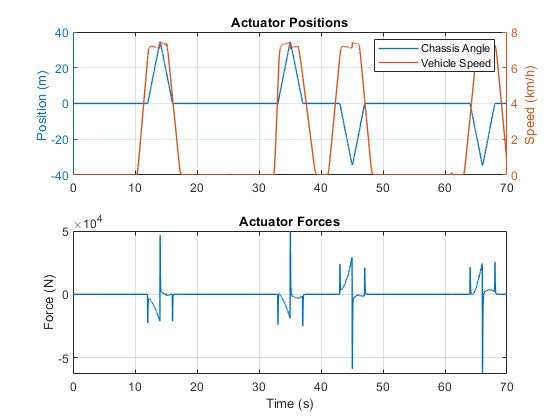 Actuator Positions
40
20
0
-20
-40
Position (m)
8
6
4
2
0
Speed (km/h)
Chassis Angle
Vehicle Speed
0 10 20 30 40 50 60 70
Actuator Forces
×10⁴
5
0
-5
Force (N)
0 10 20 30 40 50 60 70
Time (s)